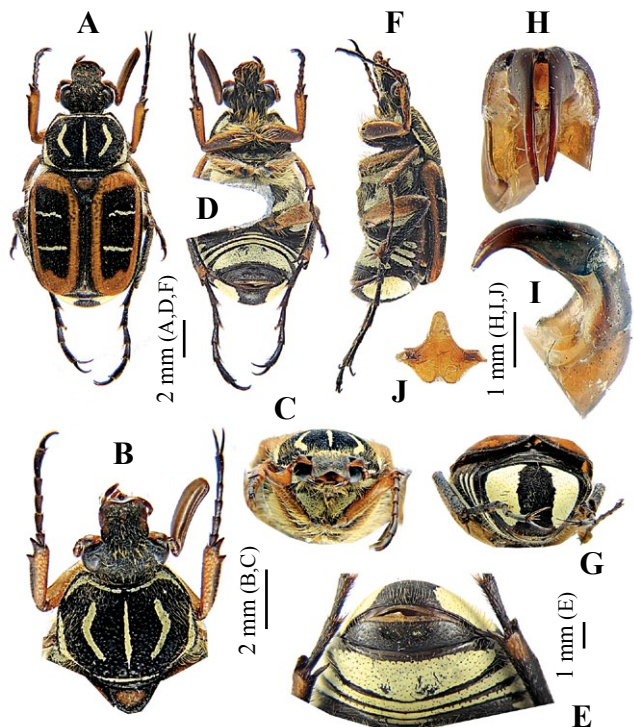 A
F
H
D
I
2 mm (A,D,F)
1 mm (H,I,J)
J
C
B
2 mm (B,C)
G
1 mm (E)
E